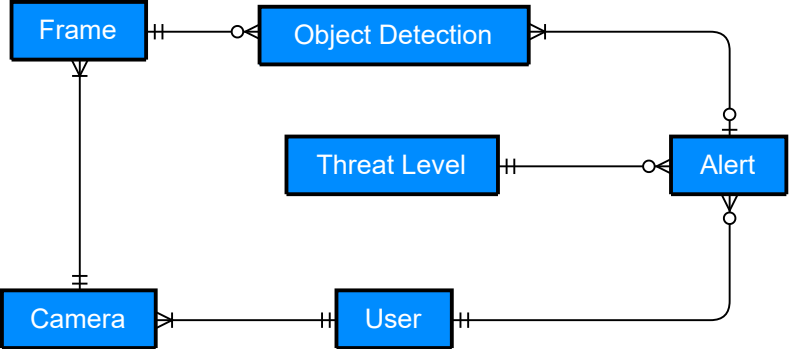 Frame
Object Detection
Threat Level
Alert
Camera
User